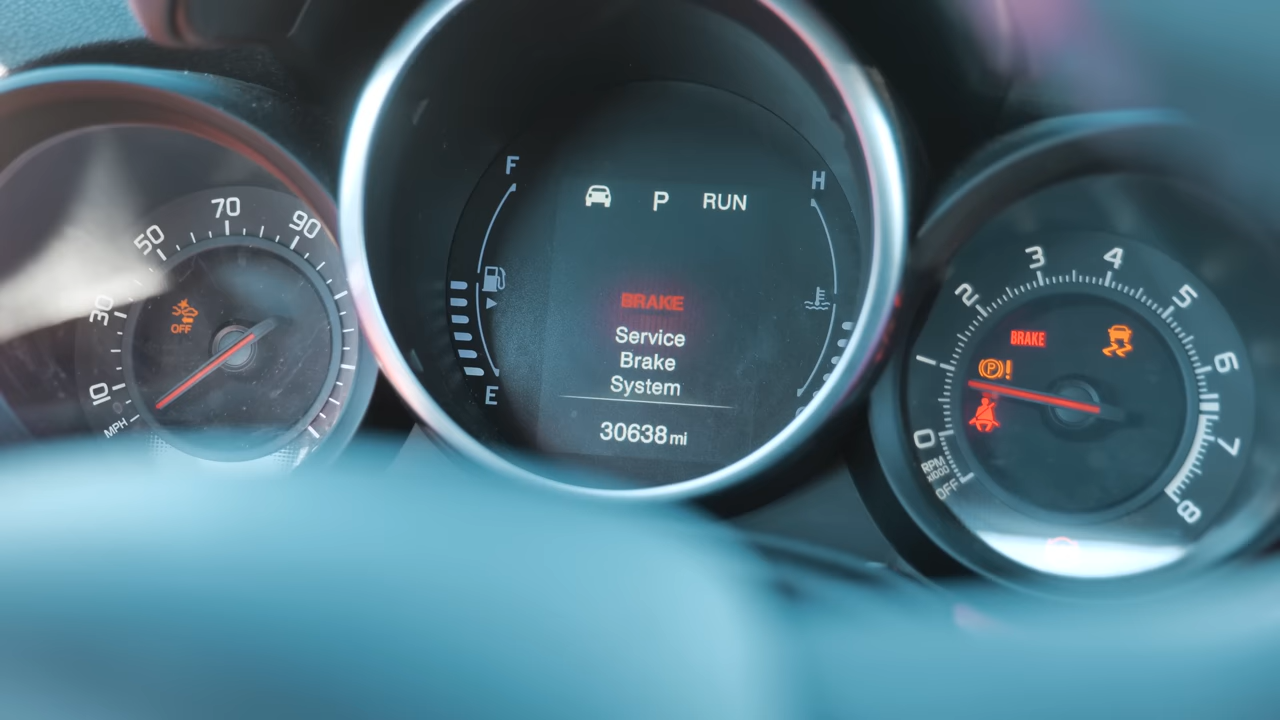 70
50
90
30
10
MPH
OFF
F
E
H
P RUN
BRAKE
Service
Brake
System
30638 mi
3
4
2
5
1
6
0
7
8
RPM
x1000
OFF
BRAKE
P !